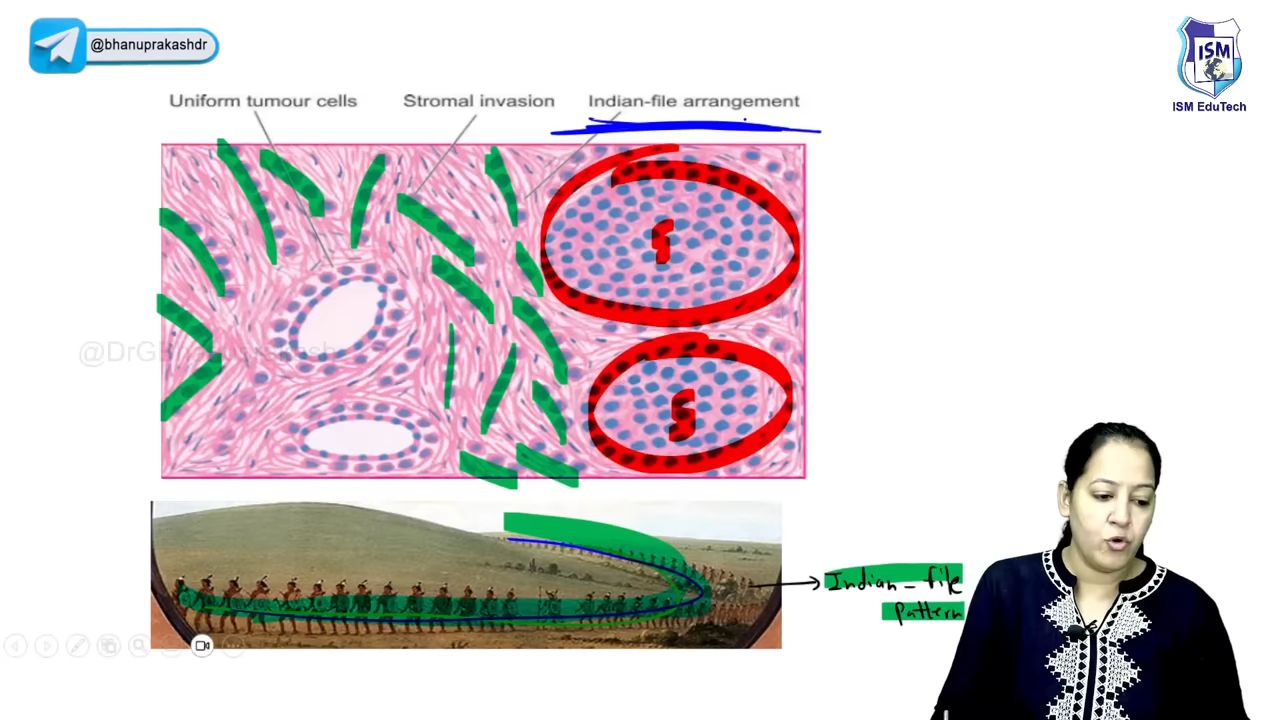 @bhanuprakashdr
ISM
ISM EduTech
Uniform tumour cells
Stromal invasion
Indian-file arrangement
Indian-file
pattern